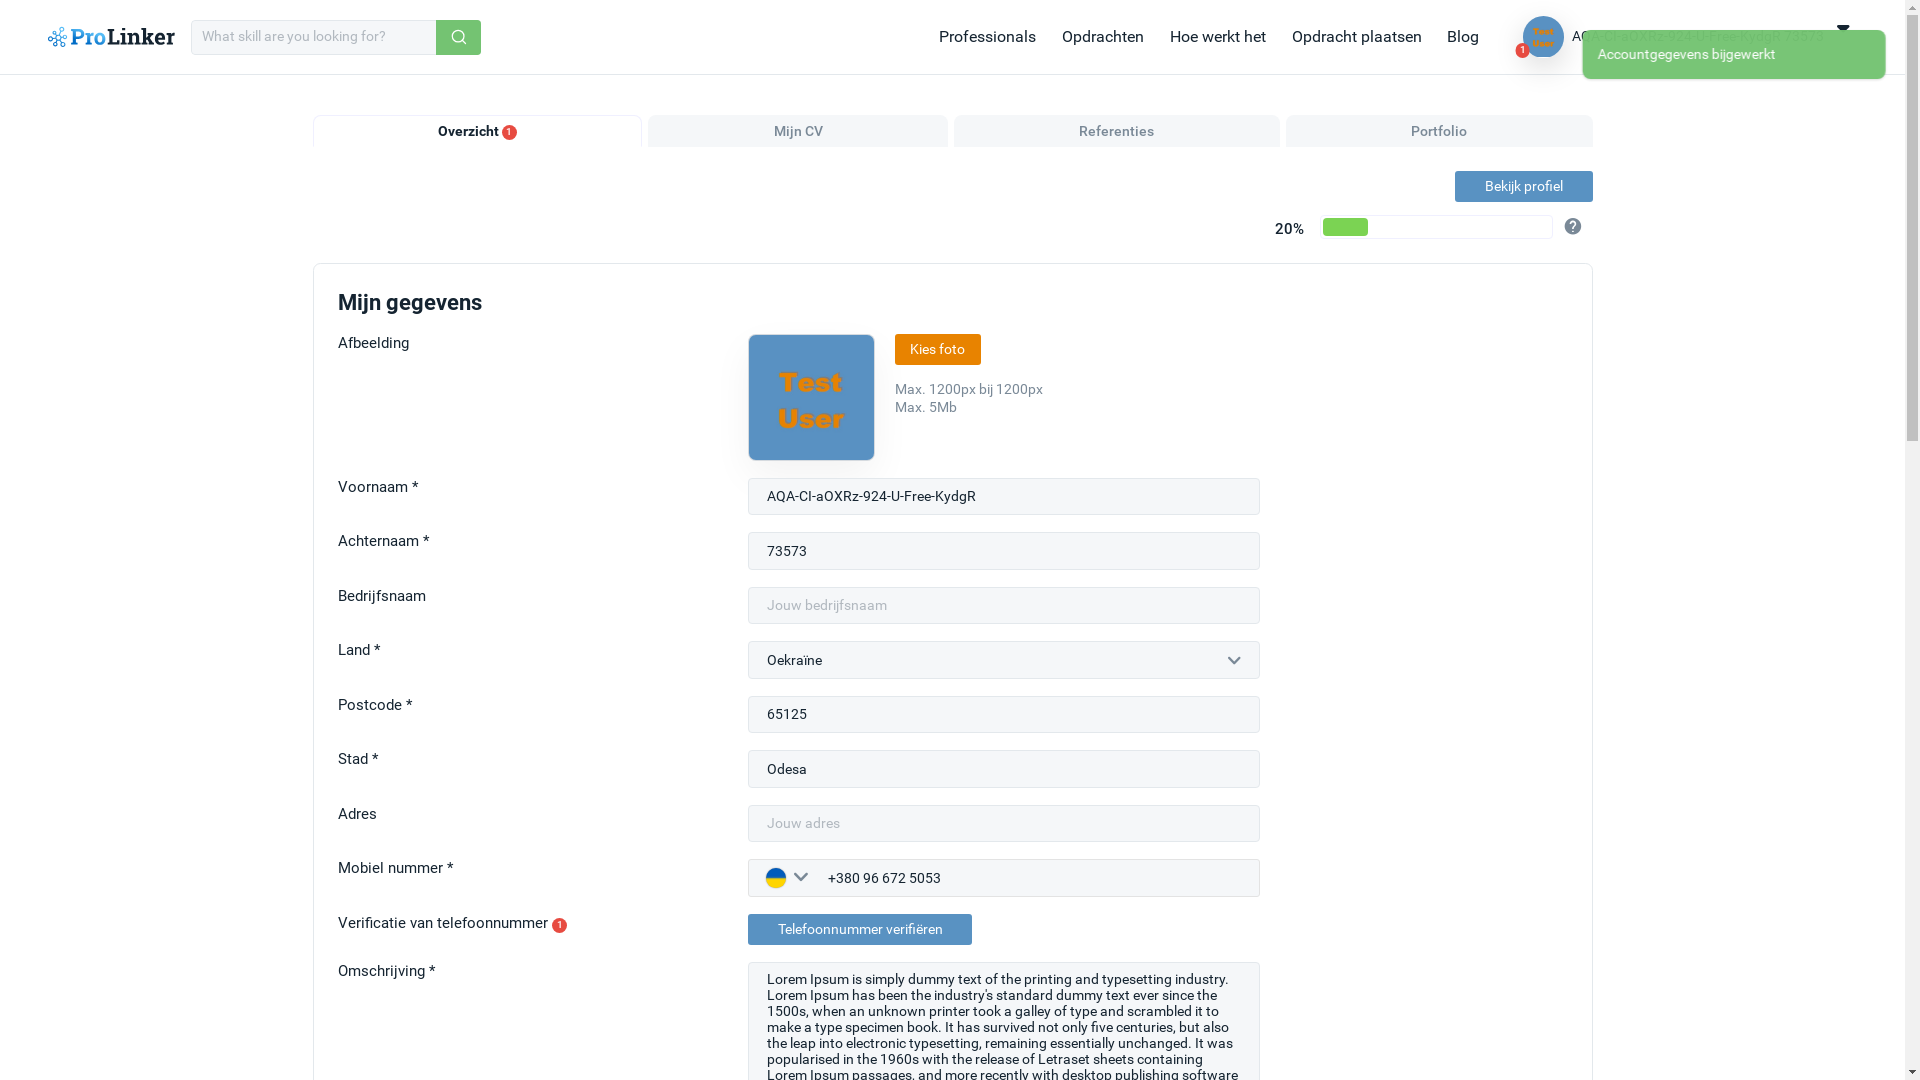 ProLinker
What skill are you looking for?
Professionals
Opdrachten
Hoe werkt het
Opdracht plaatsen
Blog
Test
User
1
Accountgegevens bijgewerkt
Overzicht 1
Mijn CV
Referenties
Portfolio
Bekijk profiel
20%
?
Mijn gegevens
Afbeelding
Test
User
Kies foto
Max. 1200px bij 1200px
Max. 5Mb
Voornaam *
AQA-CI-aOXRz-924-U-Free-KydgR
Achternaam *
73573
Bedrijfsnaam
Jouw bedrijfsnaam
Land *
Oekraïne
Postcode *
65125
Stad *
Odesa
Adres
Jouw adres
Mobiel nummer *
+380 96 672 5053
Verificatie van telefoonnummer 1
Telefoonnummer verifiëren
Omschrijving *
Lorem Ipsum is simply dummy text of the printing and typesetting industry.
Lorem Ipsum has been the industry's standard dummy text ever since the
1500s, when an unknown printer took a galley of type and scrambled it to
make a type specimen book. It has survived not only five centuries, but also
the leap into electronic typesetting, remaining essentially unchanged. It was
popularised in the 1960s with the release of Letraset sheets containing
Lorem Ipsum passages, and more recently with desktop publishing software